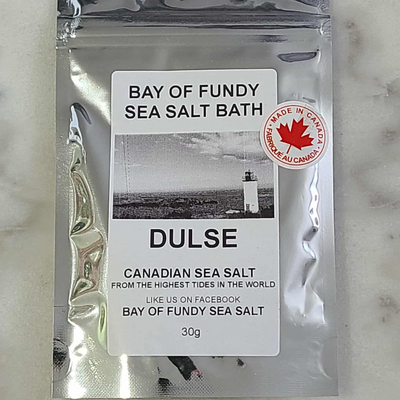 BAY OF FUNDY
SEA SALT BATH
MADE IN CANADA
FABRIQUÉ AU CANADA
DULSE
CANADIAN SEA SALT
FROM THE HIGHEST TIDES IN THE WORLD
LIKE US ON FACEBOOK
BAY OF FUNDY SEA SALT
30g